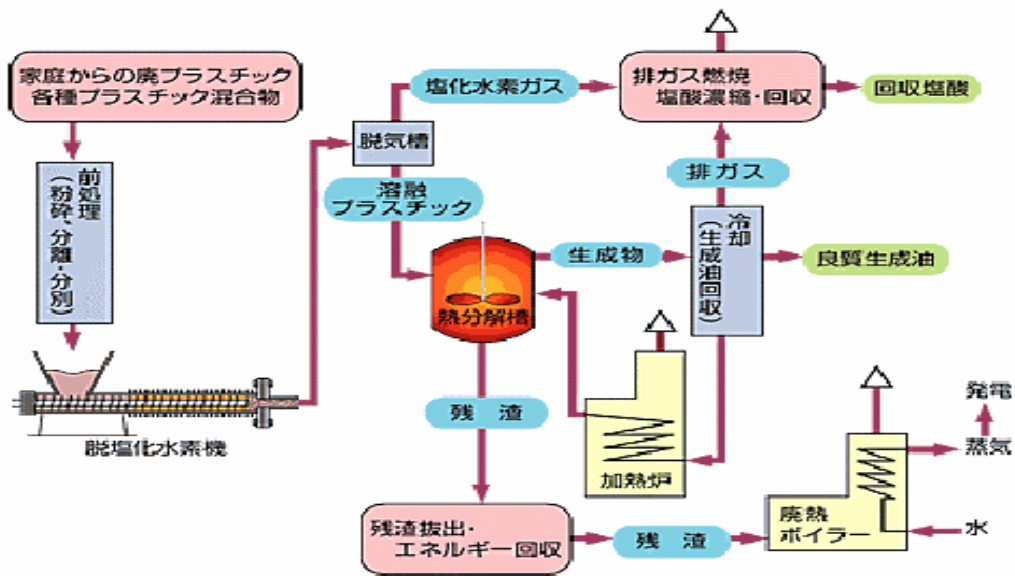 家庭からの廃プラスチック
各種プラスチック混合物
前処理
(粉砕、分離・分別)
脱塩化水素機
脱気槽
塩化水素ガス
溶融
プラスチック
排ガス燃焼
塩酸濃縮・回収
回収塩酸
排ガス
冷却
(生成油回収)
生成物
良質生成油
熱分解槽
加熱炉
残 渣
残渣抜出・
エネルギー回収
残 渣
廃熱
ボイラー
発電
蒸気
水